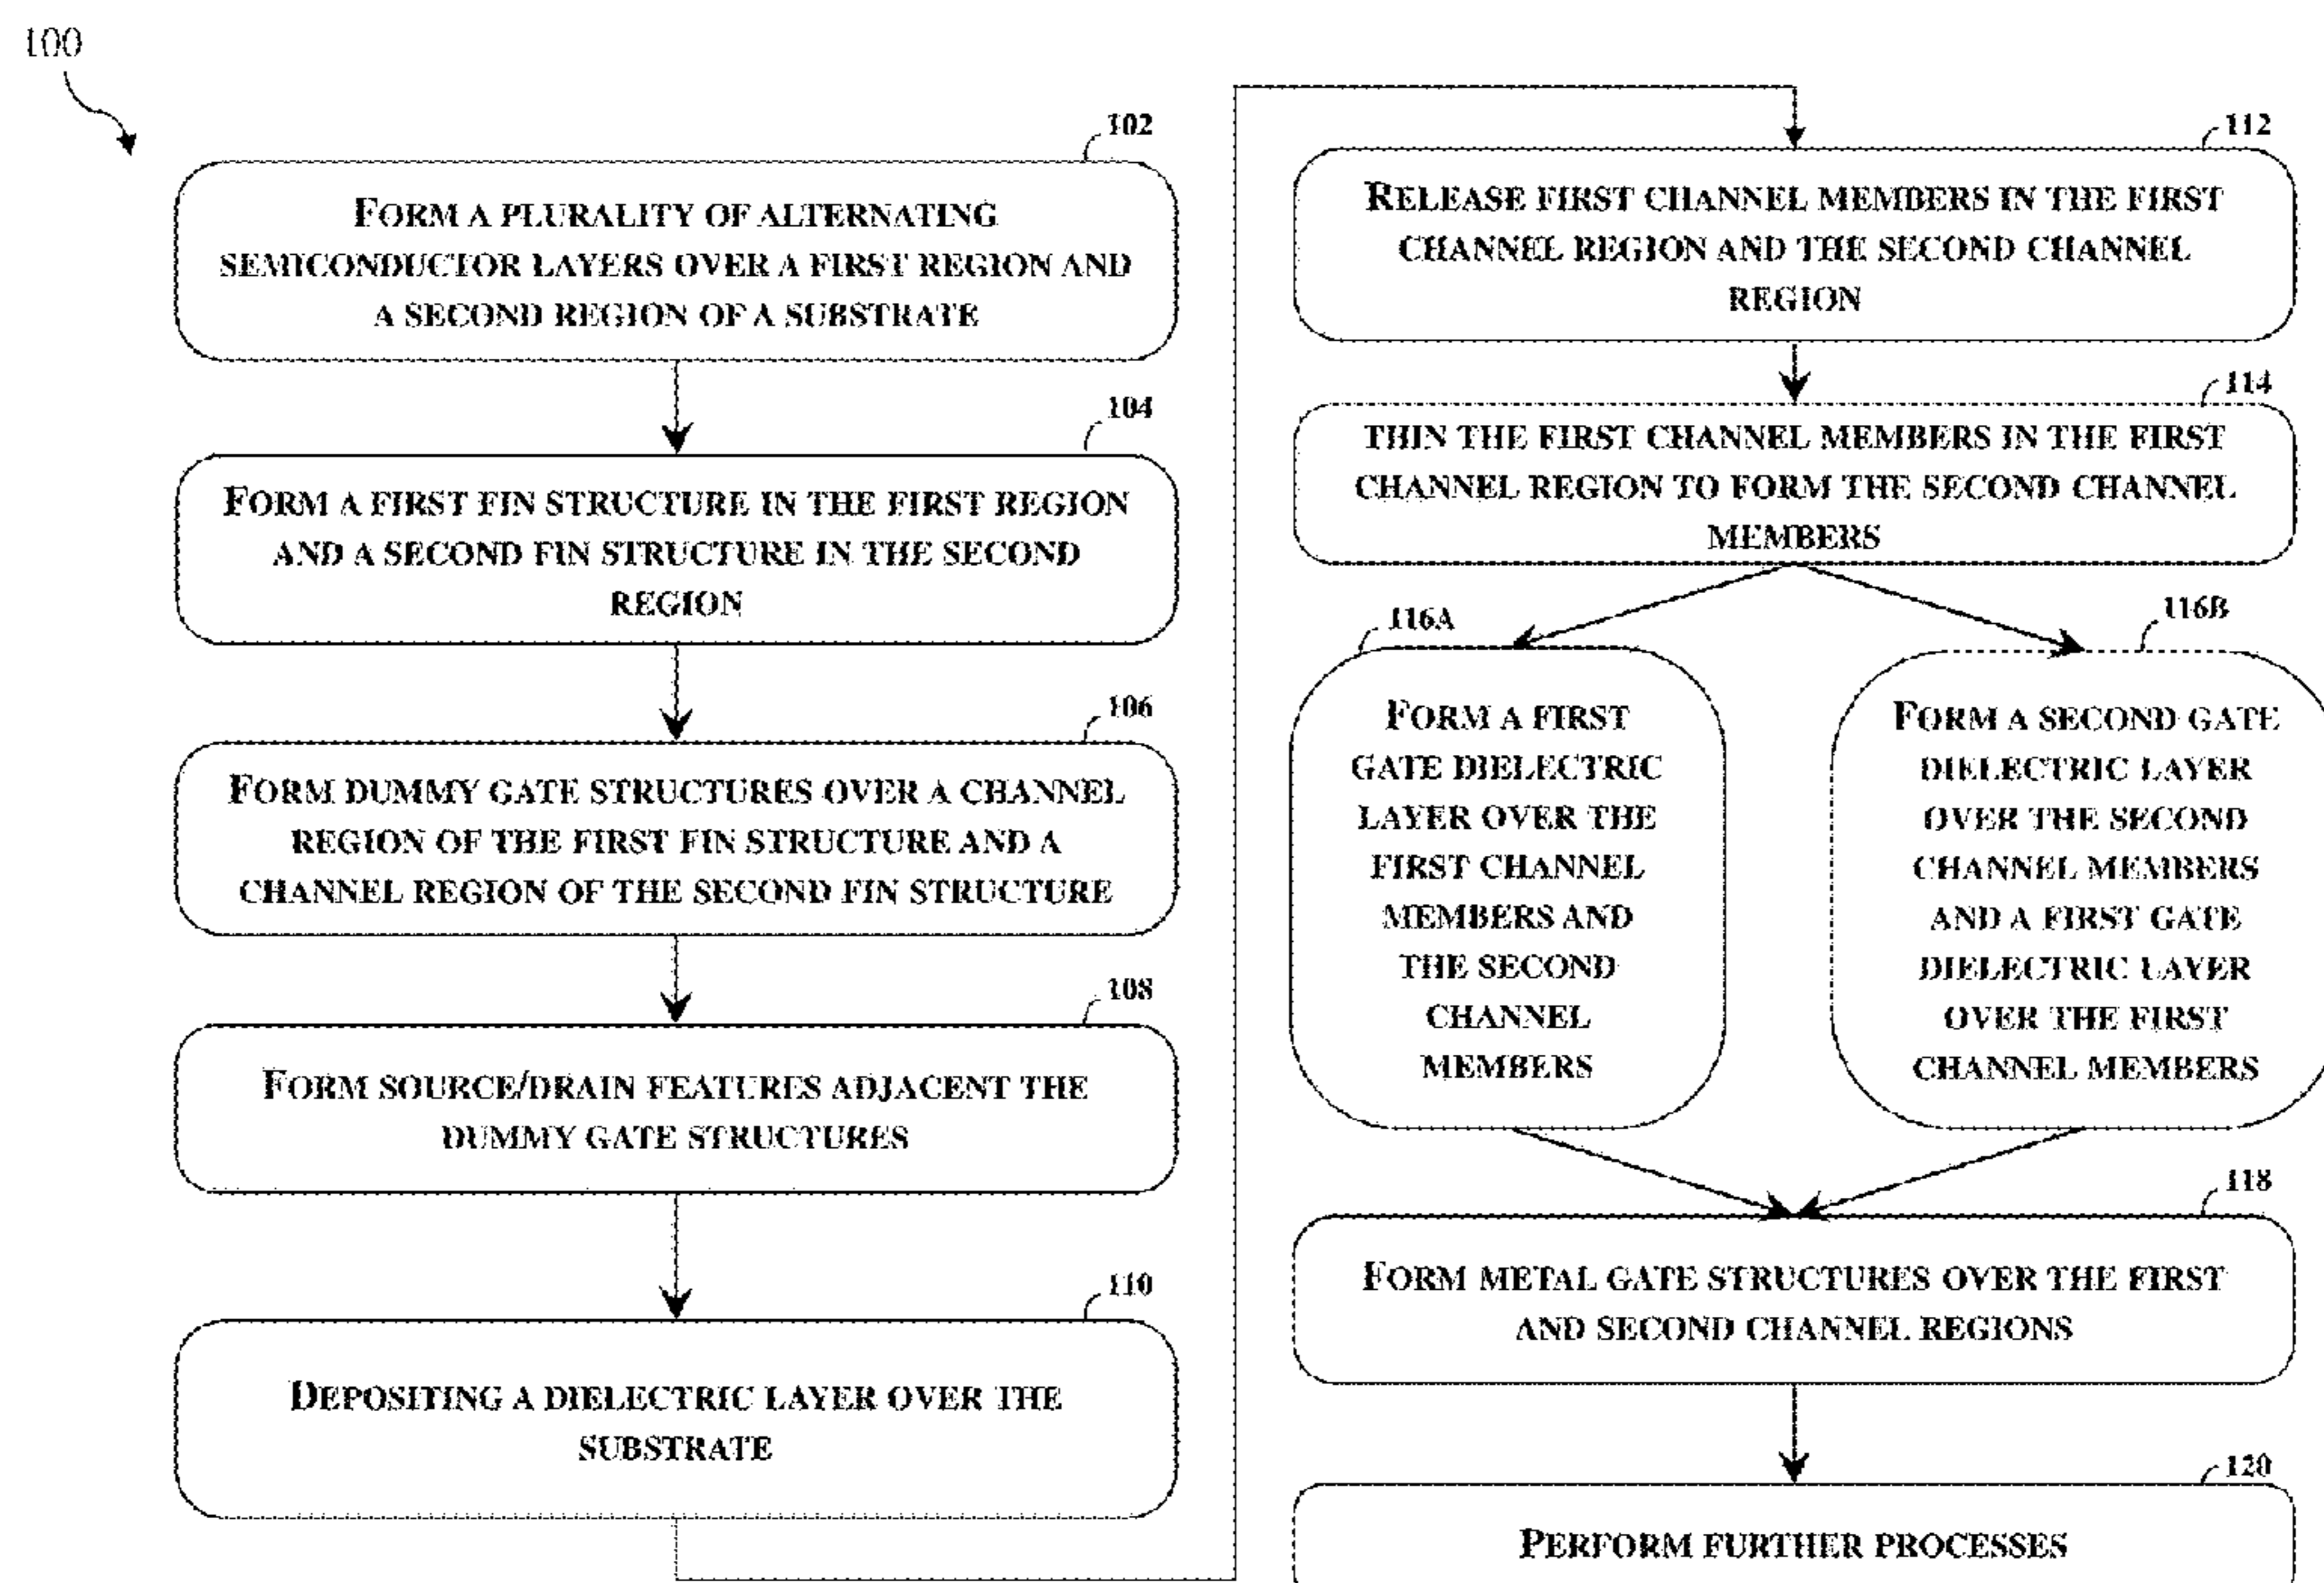 100
102
FORM A PLURALITY OF ALTERNATING
SEMICONDUCTOR LAYERS OVER A FIRST REGION AND
A SECOND REGION OF A SUBSTRATE
104
FORM A FIRST FIN STRUCTURE IN THE FIRST REGION
AND A SECOND FIN STRUCTURE IN THE SECOND
REGION
106
FORM DUMMY GATE STRUCTURES OVER A CHANNEL
REGION OF THE FIRST FIN STRUCTURE AND A
CHANNEL REGION OF THE SECOND FIN STRUCTURE
108
FORM SOURCE/DRAIN FEATURES ADJACENT THE
DUMMY GATE STRUCTURES
110
DEPOSITING A DIELECTRIC LAYER OVER THE
SUBSTRATE
112
RELEASE FIRST CHANNEL MEMBERS IN THE FIRST
CHANNEL REGION AND THE SECOND CHANNEL
REGION
114
THIN THE FIRST CHANNEL MEMBERS IN THE FIRST
CHANNEL REGION TO FORM THE SECOND CHANNEL
MEMBERS
116A
FORM A FIRST
GATE DIELECTRIC
LAYER OVER THE
FIRST CHANNEL
MEMBERS AND
THE SECOND
CHANNEL
MEMBERS
116B
FORM A SECOND GATE
DIELECTRIC LAYER
OVER THE SECOND
CHANNEL MEMBERS
AND A FIRST GATE
DIELECTRIC LAYER
OVER THE FIRST
CHANNEL MEMBERS
118
FORM METAL GATE STRUCTURES OVER THE FIRST
AND SECOND CHANNEL REGIONS
120
PERFORM FURTHER PROCESSES